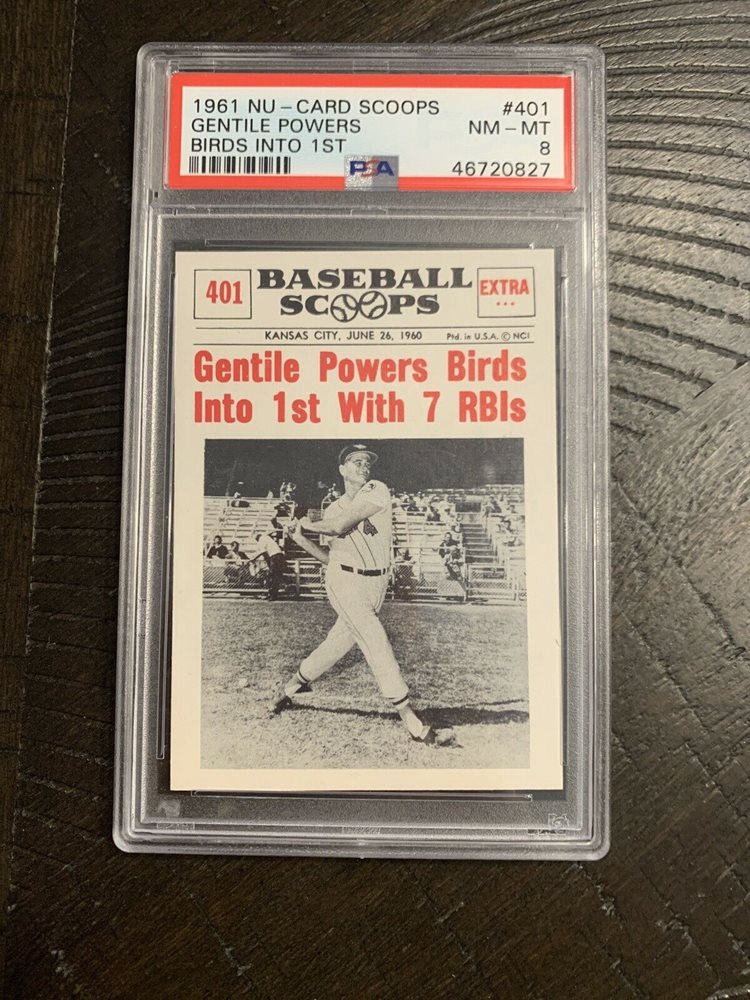 1961 NU-CARD SCOOPS #401
GENTILE POWERS NM-MT
BIRDS INTO 1ST 8
PSA 46720827
401 BASEBALL SCOOPS EXTRA
KANSAS CITY, JUNE 26, 1960 Ptd. in U.S.A. © NCI
Gentile Powers Birds
Into 1st With 7 RBIs
4